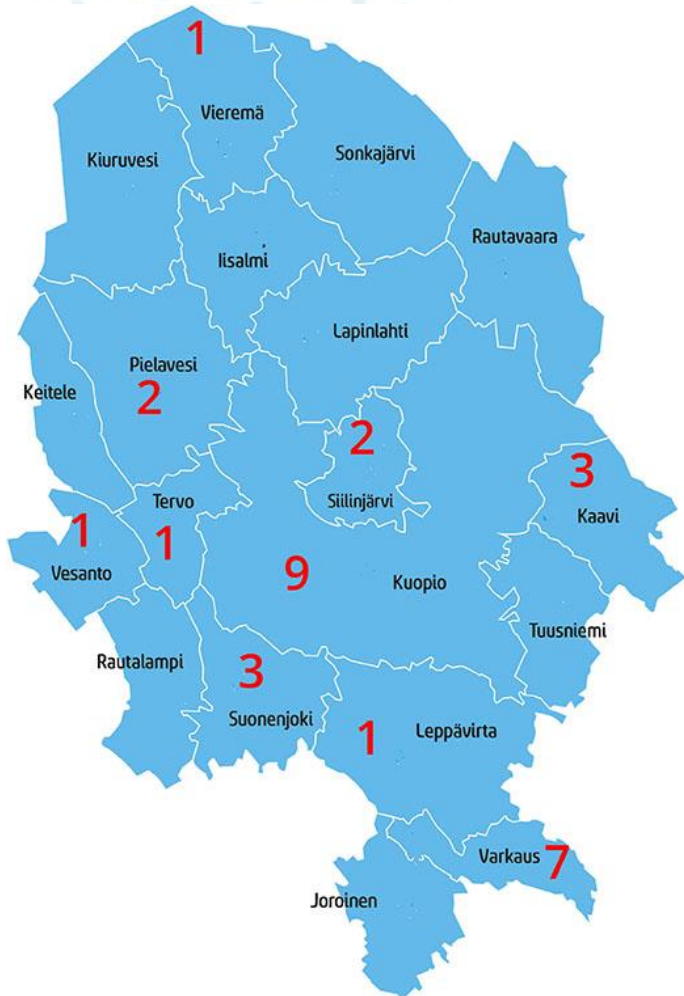 1
Vieremä
Kiuruvesi
Sonkajärvi
Rautavaara
Iisalmi
Lapinlahti
Pielavesi
Keitele
2
2
3
Tervo
Siilinjärvi
Kaavi
1
1
Vesanto
9
Kuopio
Tuusniemi
Rautalampi
3
Suonenjoki
1
Leppävirta
Varkaus
7
Joroinen